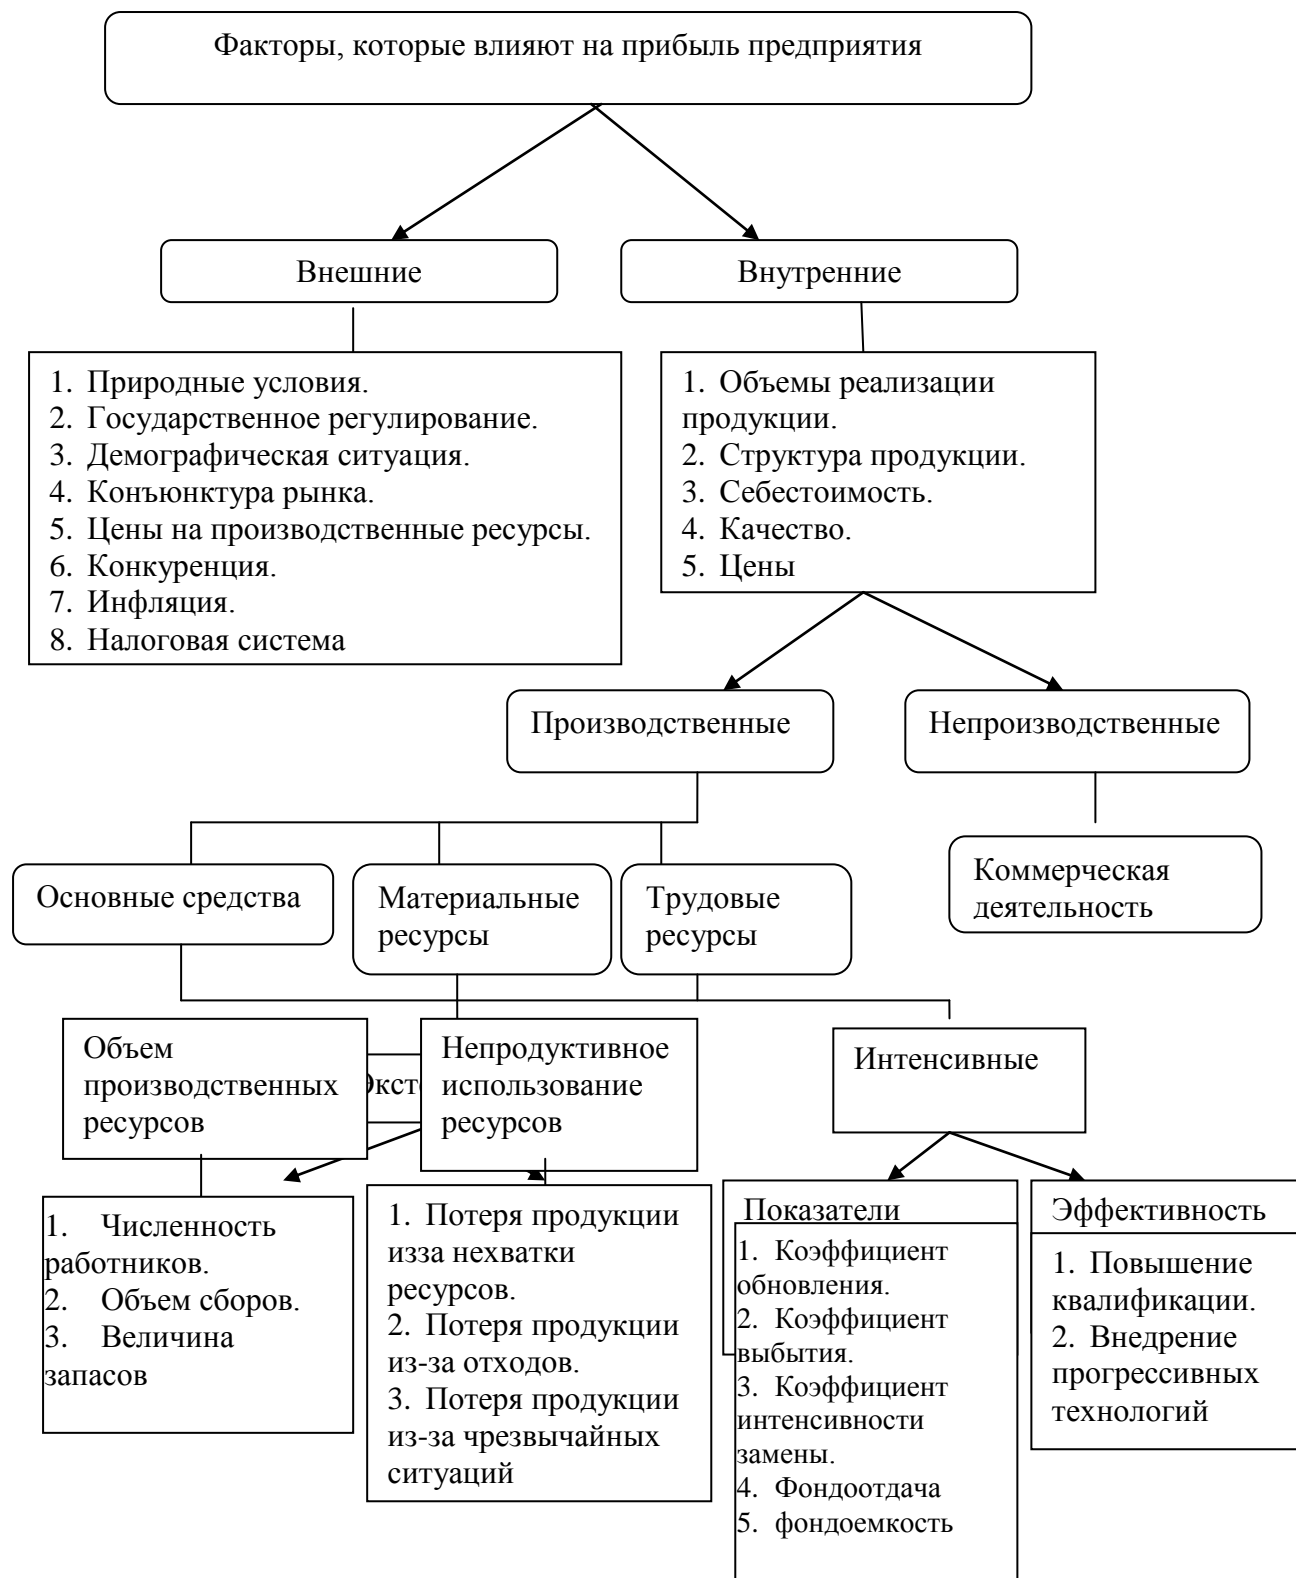 Факторы, которые влияют на прибыль предприятия
Внешние
Внутренние
1. Природные условия.
2. Государственное регулирование.
3. Демографическая ситуация.
4. Конъюнктура рынка.
5. Цены на производственные ресурсы.
6. Конкуренция.
7. Инфляция.
8. Налоговая система
1. Объемы реализации
продукции.
2. Структура продукции.
3. Себестоимость.
4. Качество.
5. Цены
Производственные
Непроизводственные
Основные средства
Материальные
ресурсы
Трудовые
ресурсы
Коммерческая
деятельность
Объем
производственных
ресурсов
Непродуктивное
использование
ресурсов
Интенсивные
1. Численность
работников.
2. Объем сборов.
3. Величина
запасов
1. Потеря продукции
изза нехватки
ресурсов.
2. Потеря продукции
из-за отходов.
3. Потеря продукции
из-за чрезвычайных
ситуаций
Показатели
1. Коэффициент
обновления.
2. Коэффициент
выбытия.
3. Коэффициент
интенсивности
замены.
4. Фондоотдача
5. фондоемкость
Эффективность
1. Повышение
квалификации.
2. Внедрение
прогрессивных
технологий